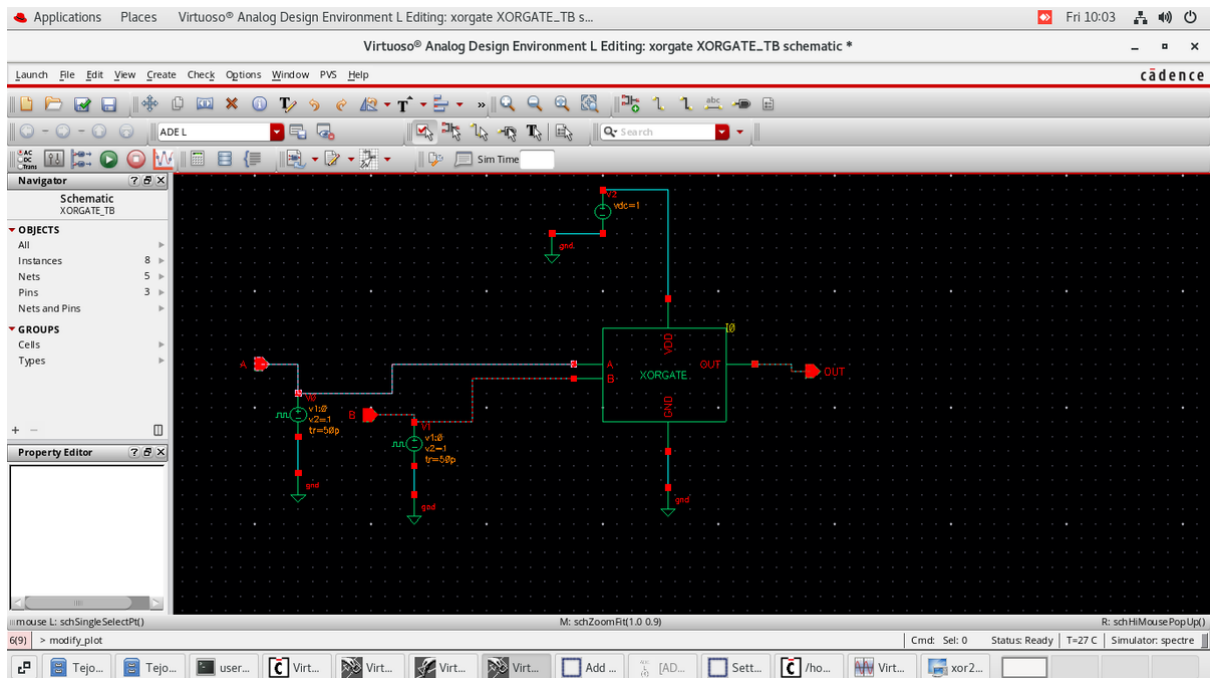 Applications Places Virtuoso® Analog Design Environment L Editing: xorgate XORGATE_TB s... Fri 10:03
Virtuoso® Analog Design Environment L Editing: xorgate XORGATE_TB schematic *
Launch File Edit View Create Check Options Window PVS Help cādence
ADE L Search
Sim Time
Navigator
Schematic
XORGATE_TB
OBJECTS
All
Instances 8
Nets 5
Pins 3
Nets and Pins
GROUPS
Cells
Types
Property Editor
V2
vdc=1
gnd
I0
VDD
A
A
OUT
OUT
B
XORGATE
GND
V0
v1:0
v2=1
tr=50p
B
V1
v1:0
v2=1
tr=50p
gnd
gnd
gnd
mouse L: schSingleSelectPt() M: schZoomFit(1.0 0.9) R: schHiMousePopUp()
6(9) > modify_plot Cmd: Sel: 0 Status: Ready T=27 C Simulator: spectre
Tejo... Tejo... user... Virt... Virt... Virt... Virt... Add ... [AD... Sett... /ho... Virt... xor2...